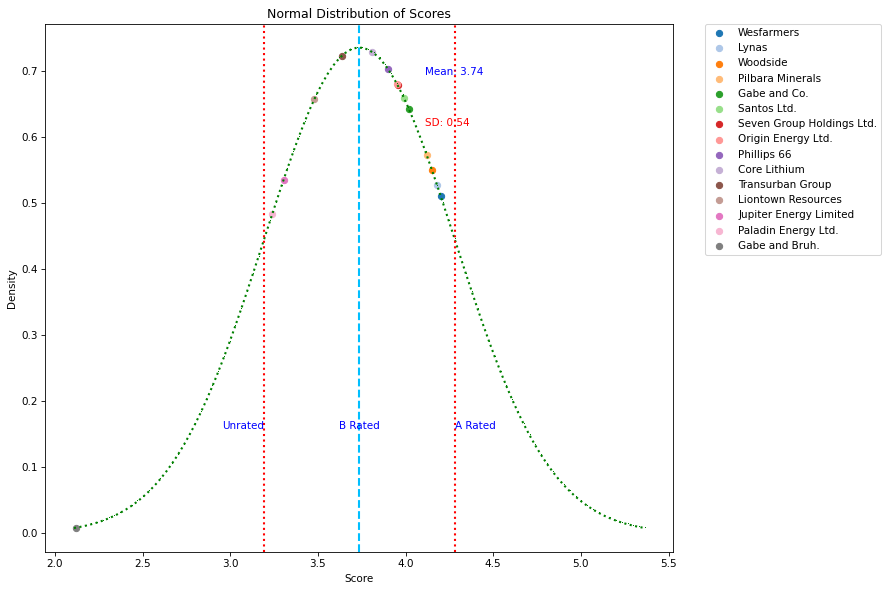 Normal Distribution of Scores
Density
0.7
0.6
0.5
0.4
0.3
0.2
0.1
0.0
Mean: 3.74
SD: 0.54
Unrated
B Rated
A Rated
2.0
2.5
3.0
3.5
4.0
4.5
5.0
5.5
Score
Wesfarmers
Lynas
Woodside
Pilbara Minerals
Gabe and Co.
Santos Ltd.
Seven Group Holdings Ltd.
Origin Energy Ltd.
Phillips 66
Core Lithium
Transurban Group
Liontown Resources
Jupiter Energy Limited
Paladin Energy Ltd.
Gabe and Bruh.